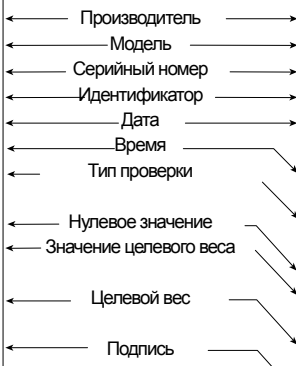 Производитель
Модель
Серийный номер
Идентификатор
Дата
Время
Тип проверки
Нулевое значение
Значение целевого веса
Целевой вес
Подпись